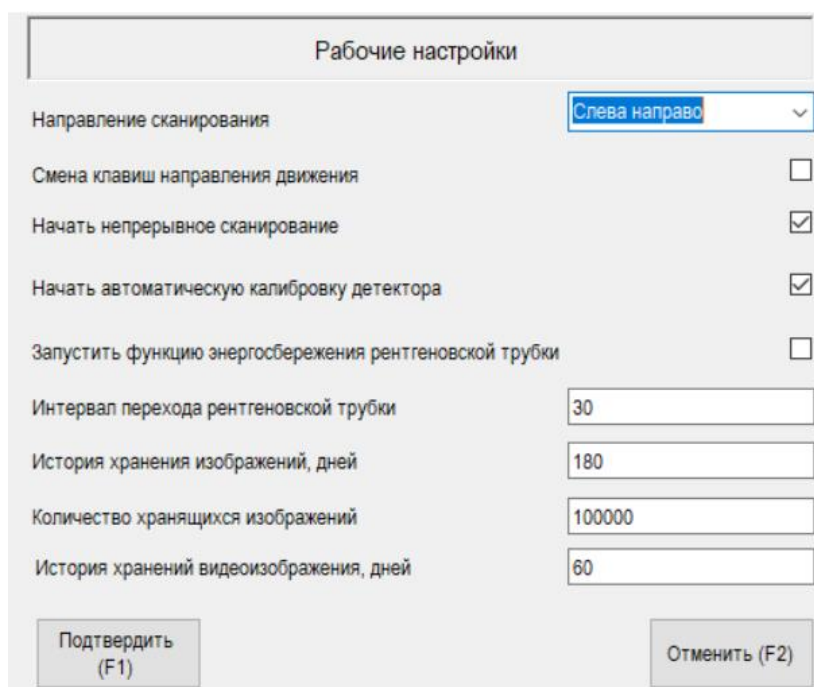 Рабочие настройки
Направление сканирования Слева направо
Смена клавиш направления движения
Начать непрерывное сканирование
Начать автоматическую калибровку детектора
Запустить функцию энергосбережения рентгеновской трубки
Интервал перехода рентгеновской трубки 30
История хранения изображений, дней 180
Количество хранящихся изображений 100000
История хранений видеоизображения, дней 60
Подтвердить
(F1)
Отменить (F2)